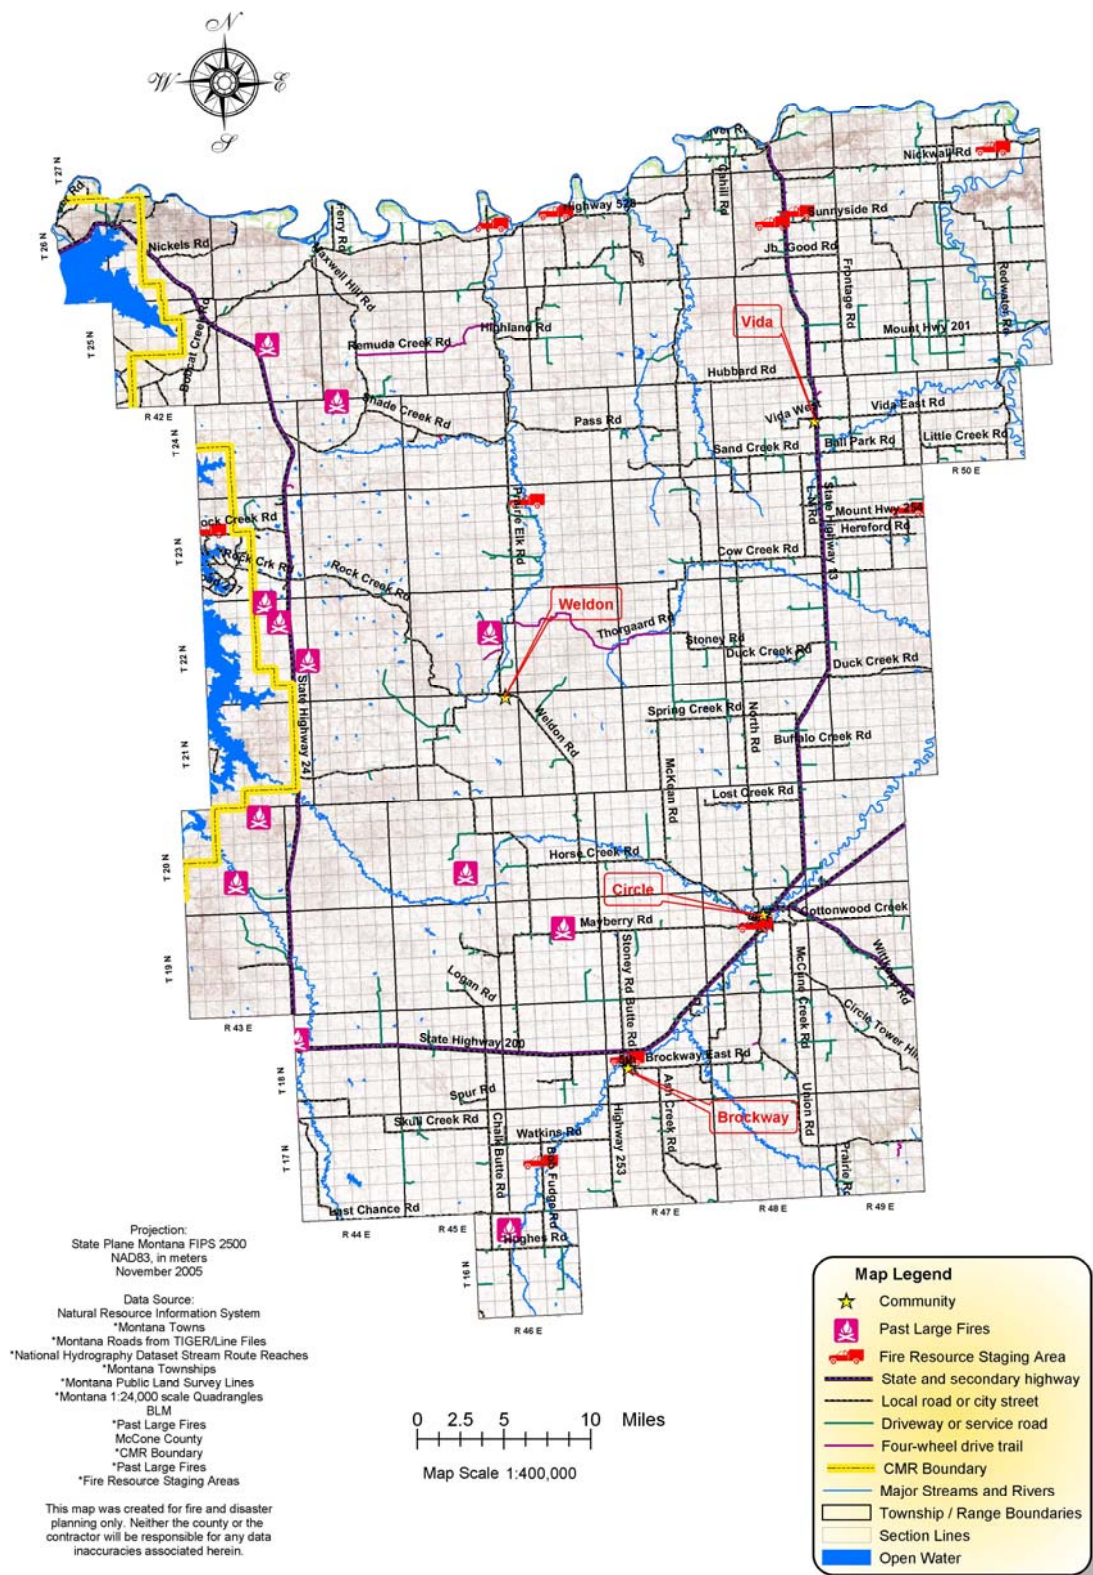 N
W
E
S
T 27 N
T 26 N
T 25 N
Nickels Rd
Ferry Rd
Maxwell Hill Rd
Highway 528
Cahill Rd
Nickwall Rd
Sunnyside Rd
Jb Good Rd
Frontage Rd
Redwater Rd
Mount Hwy 201
Highland Rd
Remuda Creek Rd
Bobcat Creek Rd
Vida
Hubbard Rd
R 42 E
T 24 N
Shade Creek Rd
Pass Rd
Vida West
Vida East Rd
Sand Creek Rd
Ball Park Rd
Little Creek Rd
R 50 E
Prairie Elk Rd
State Highway 13
Mount Hwy 254
Hereford Rd
T 23 N
ock Creek Rd
Rock Crk Rd
Rock Creek Rd
Cow Creek Rd
Weldon
Thorgaard Rd
Stoney Rd
Duck Creek Rd
Duck Creek Rd
T 22 N
State Highway 24
Weldon Rd
Spring Creek Rd
North Rd
Buffalo Creek Rd
T 21 N
McKean Rd
Lost Creek Rd
T 20 N
Horse Creek Rd
Circle
Mayberry Rd
Cottonwood Creek
Stoney Rd Butte Rd
McCune Creek Rd
Wittkopp Rd
T 19 N
Logan Rd
Circle Tower Hill
R 43 E
State Highway 200
Brockway East Rd
T 18 N
Spur Rd
Ash Creek Rd
Union Rd
Skull Creek Rd
Chalk Butte Rd
Watkins Rd
Highway 253
Brockway
T 17 N
Bob Fudge Rd
Prairie Rd
Last Chance Rd
R 44 E
R 45 E
R 47 E
R 48 E
R 49 E
Hughes Rd
T 16 N
R 46 E
Projection:
State Plane Montana FIPS 2500
NAD83, in meters
November 2005
Data Source:
Natural Resource Information System
*Montana Towns
*Montana Roads from TIGER/Line Files
*National Hydrography Dataset Stream Route Reaches
*Montana Townships
*Montana Public Land Survey Lines
*Montana 1:24,000 scale Quadrangles
BLM
*Past Large Fires
McCone County
*CMR Boundary
*Past Large Fires
*Fire Resource Staging Areas
This map was created for fire and disaster
planning only. Neither the county or the
contractor will be responsible for any data
inaccuracies associated herein.
0 2.5 5 10 Miles
Map Scale 1:400,000
Map Legend
Community
Past Large Fires
Fire Resource Staging Area
State and secondary highway
Local road or city street
Driveway or service road
Four-wheel drive trail
CMR Boundary
Major Streams and Rivers
Township / Range Boundaries
Section Lines
Open Water